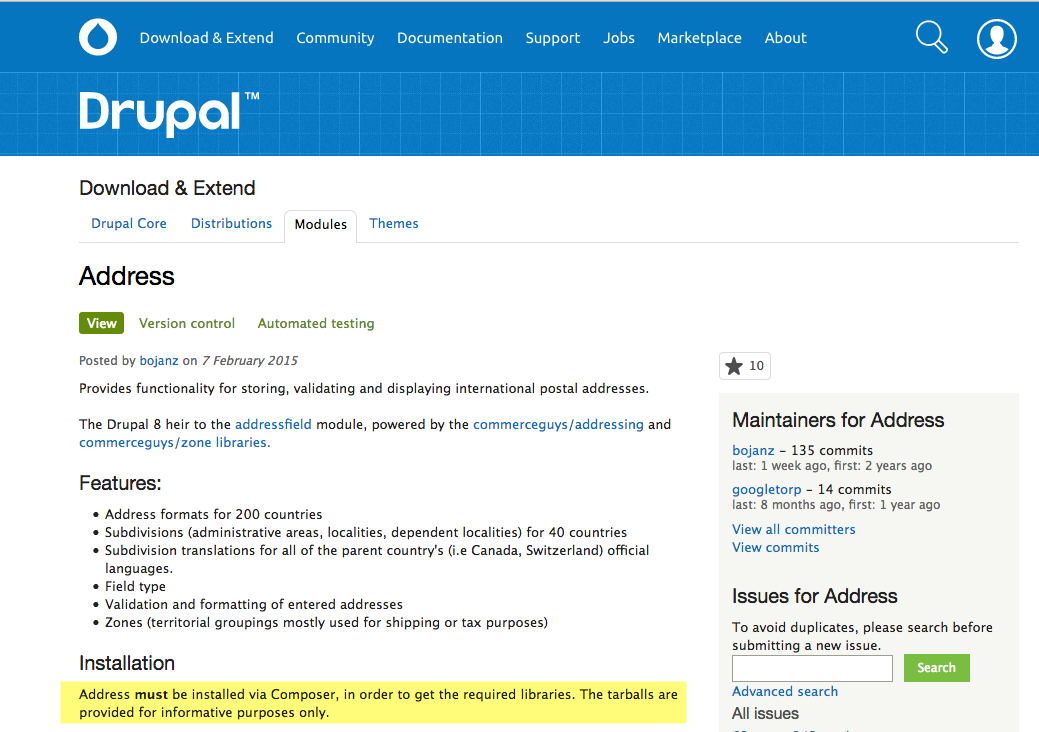 Download & Extend Community Documentation Support Jobs Marketplace About
Drupal™
Download & Extend
Drupal Core Distributions Modules Themes
Address
View Version control Automated testing
Posted by bojanz on 7 February 2015
Provides functionality for storing, validating and displaying international postal addresses.
The Drupal 8 heir to the addressfield module, powered by the commerceguys/addressing and
commerceguys/zone libraries.
Features:
• Address formats for 200 countries
• Subdivisions (administrative areas, localities, dependent localities) for 40 countries
• Subdivision translations for all of the parent country's (i.e Canada, Switzerland) official
languages.
• Field type
• Validation and formatting of entered addresses
• Zones (territorial groupings mostly used for shipping or tax purposes)
Installation
Address must be installed via Composer, in order to get the required libraries. The tarballs are
provided for informative purposes only.
10
Maintainers for Address
bojanz – 135 commits
last: 1 week ago, first: 2 years ago
googletorp – 14 commits
last: 8 months ago, first: 1 year ago
View all committers
View commits
Issues for Address
To avoid duplicates, please search before
submitting a new issue.
Search
Advanced search
All issues